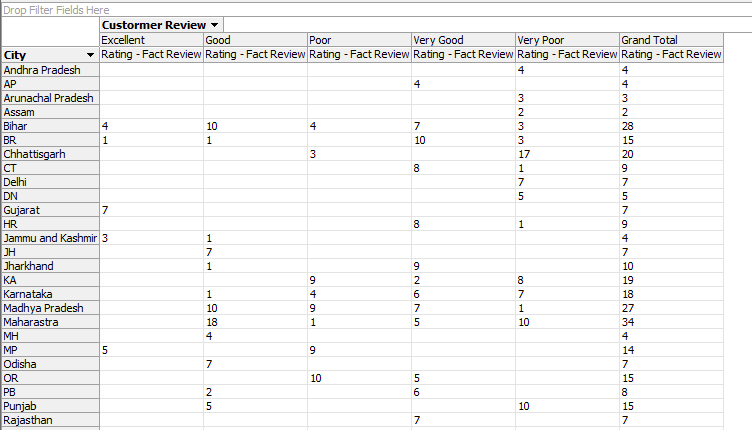 Drop Filter Fields Here
Custormer Review
Excellent Good Poor Very Good Very Poor Grand Total
City Rating - Fact Review Rating - Fact Review Rating - Fact Review Rating - Fact Review Rating - Fact Review Rating - Fact Review
Andhra Pradesh 4 4
AP 4 4
Arunachal Pradesh 3 3
Assam 2 2
Bihar 4 10 4 7 3 28
BR 1 1 10 3 15
Chhattisgarh 3 17 20
CT 8 1 9
Delhi 7 7
DN 5 5
Gujarat 7 7
HR 8 1 9
Jammu and Kashmir 3 1 4
JH 7 7
Jharkhand 1 9 10
KA 9 2 8 19
Karnataka 1 4 6 7 18
Madhya Pradesh 10 9 7 1 27
Maharastra 18 1 5 10 34
MH 4 4
MP 5 9 14
Odisha 7 7
OR 10 5 15
PB 2 6 8
Punjab 5 10 15
Rajasthan 7 7